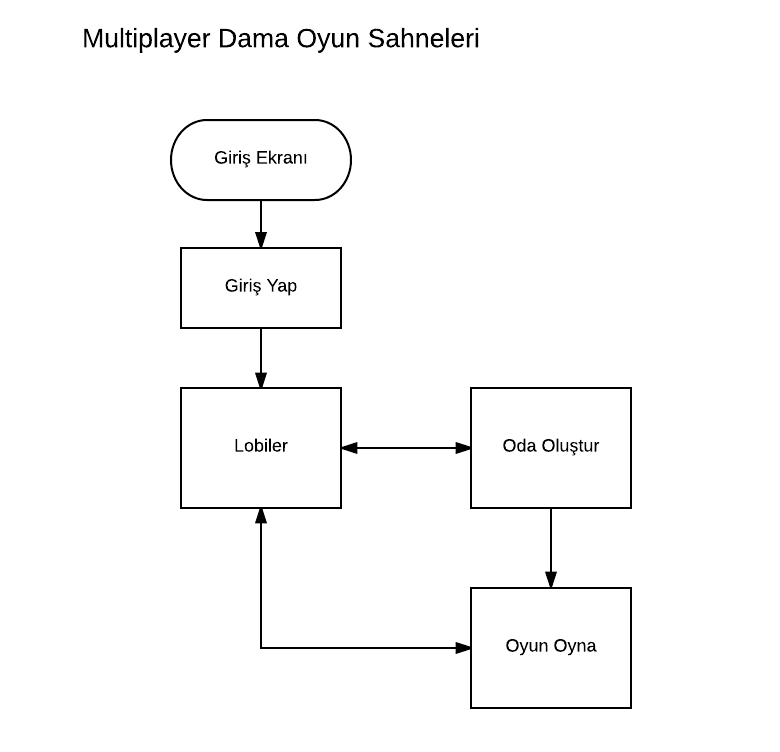 Multiplayer Dama Oyun Sahneleri
Giriş Ekranı
Giriş Yap
Lobiler
Oda Oluştur
Oyun Oyna